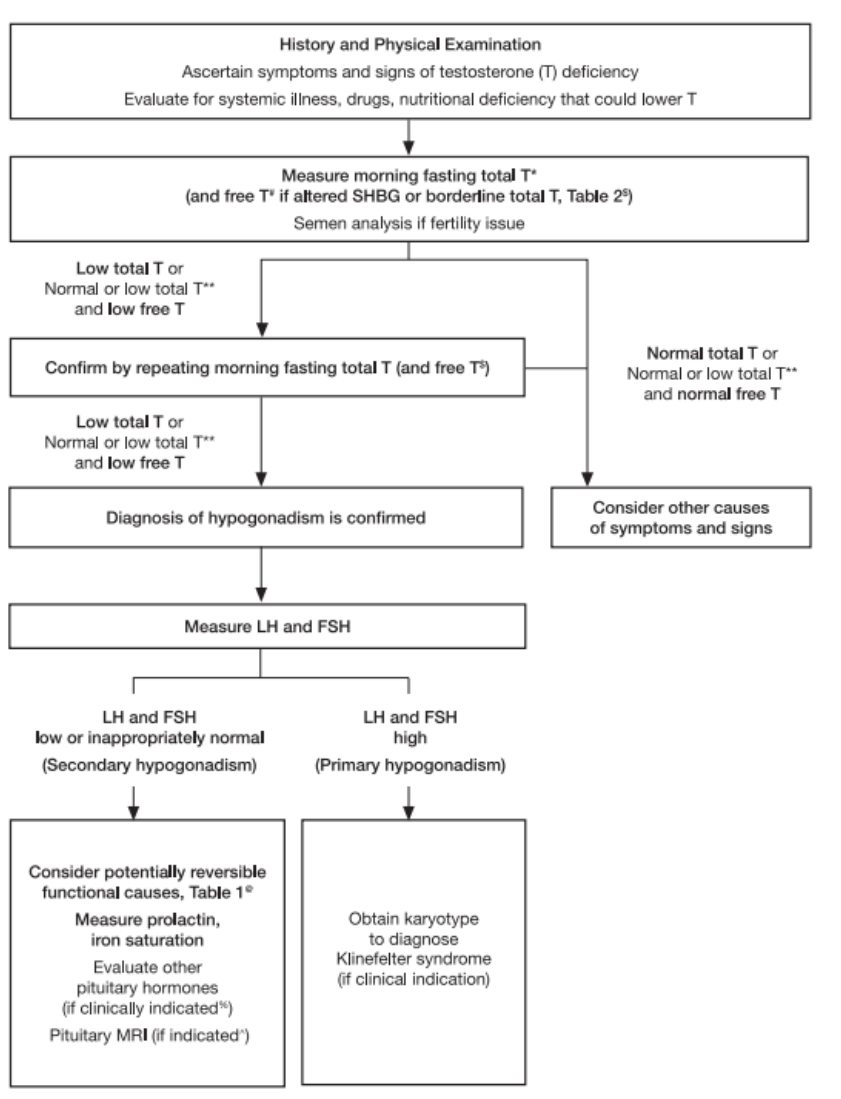 History and Physical Examination
Ascertain symptoms and signs of testosterone (T) deficiency
Evaluate for systemic illness, drugs, nutritional deficiency that could lower T
Measure morning fasting total T*
(and free T# if altered SHBG or borderline total T, Table 2$)
Semen analysis if fertility issue
Low total T or
Normal or low total T**
and low free T
Confirm by repeating morning fasting total T (and free T$)
Normal total T or
Normal or low total T**
and normal free T
Low total T or
Normal or low total T**
and low free T
Diagnosis of hypogonadism is confirmed
Consider other causes
of symptoms and signs
Measure LH and FSH
LH and FSH
low or inappropriately normal
(Secondary hypogonadism)
LH and FSH
high
(Primary hypogonadism)
Consider potentially reversible
functional causes, Table 1@
Measure prolactin,
iron saturation
Evaluate other
pituitary hormones
(if clinically indicated%)
Pituitary MRI (if indicated^)
Obtain karyotype
to diagnose
Klinefelter syndrome
(if clinical indication)